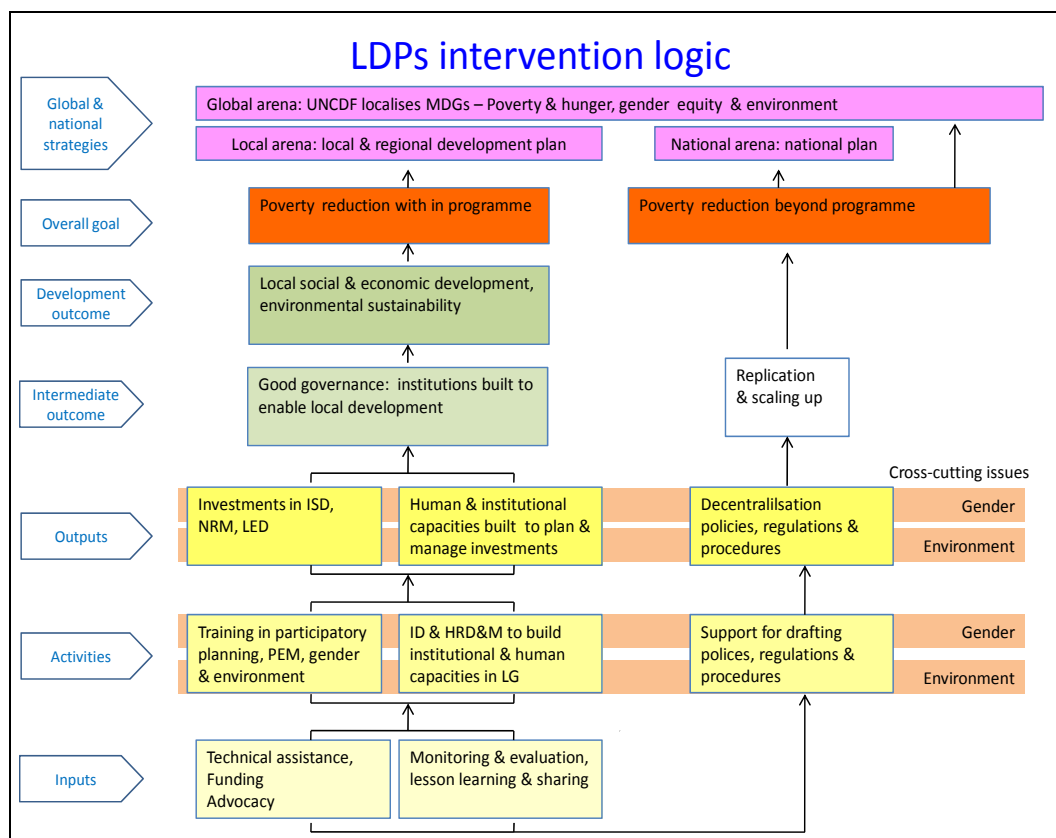 LDPs intervention logic
Global &
national
strategies
Global arena: UNCDF localises MDGs – Poverty & hunger, gender equity & environment
Local arena: local & regional development plan
National arena: national plan
Overall goal
Poverty reduction with in programme
Poverty reduction beyond programme
Development
outcome
Local social & economic development,
environmental sustainability
Intermediate
outcome
Good governance: institutions built to
enable local development
Replication
& scaling up
Cross-cutting issues
Outputs
Investments in ISD,
NRM, LED
Human & institutional
capacities built to plan &
manage investments
Decentralilsation
policies, regulations &
procedures
Gender
Environment
Activities
Training in participatory
planning, PEM, gender
& environment
ID & HRD&M to build
institutional & human
capacities in LG
Support for drafting
polices, regulations &
procedures
Gender
Environment
Inputs
Technical assistance,
Funding
Advocacy
Monitoring & evaluation,
lesson learning & sharing